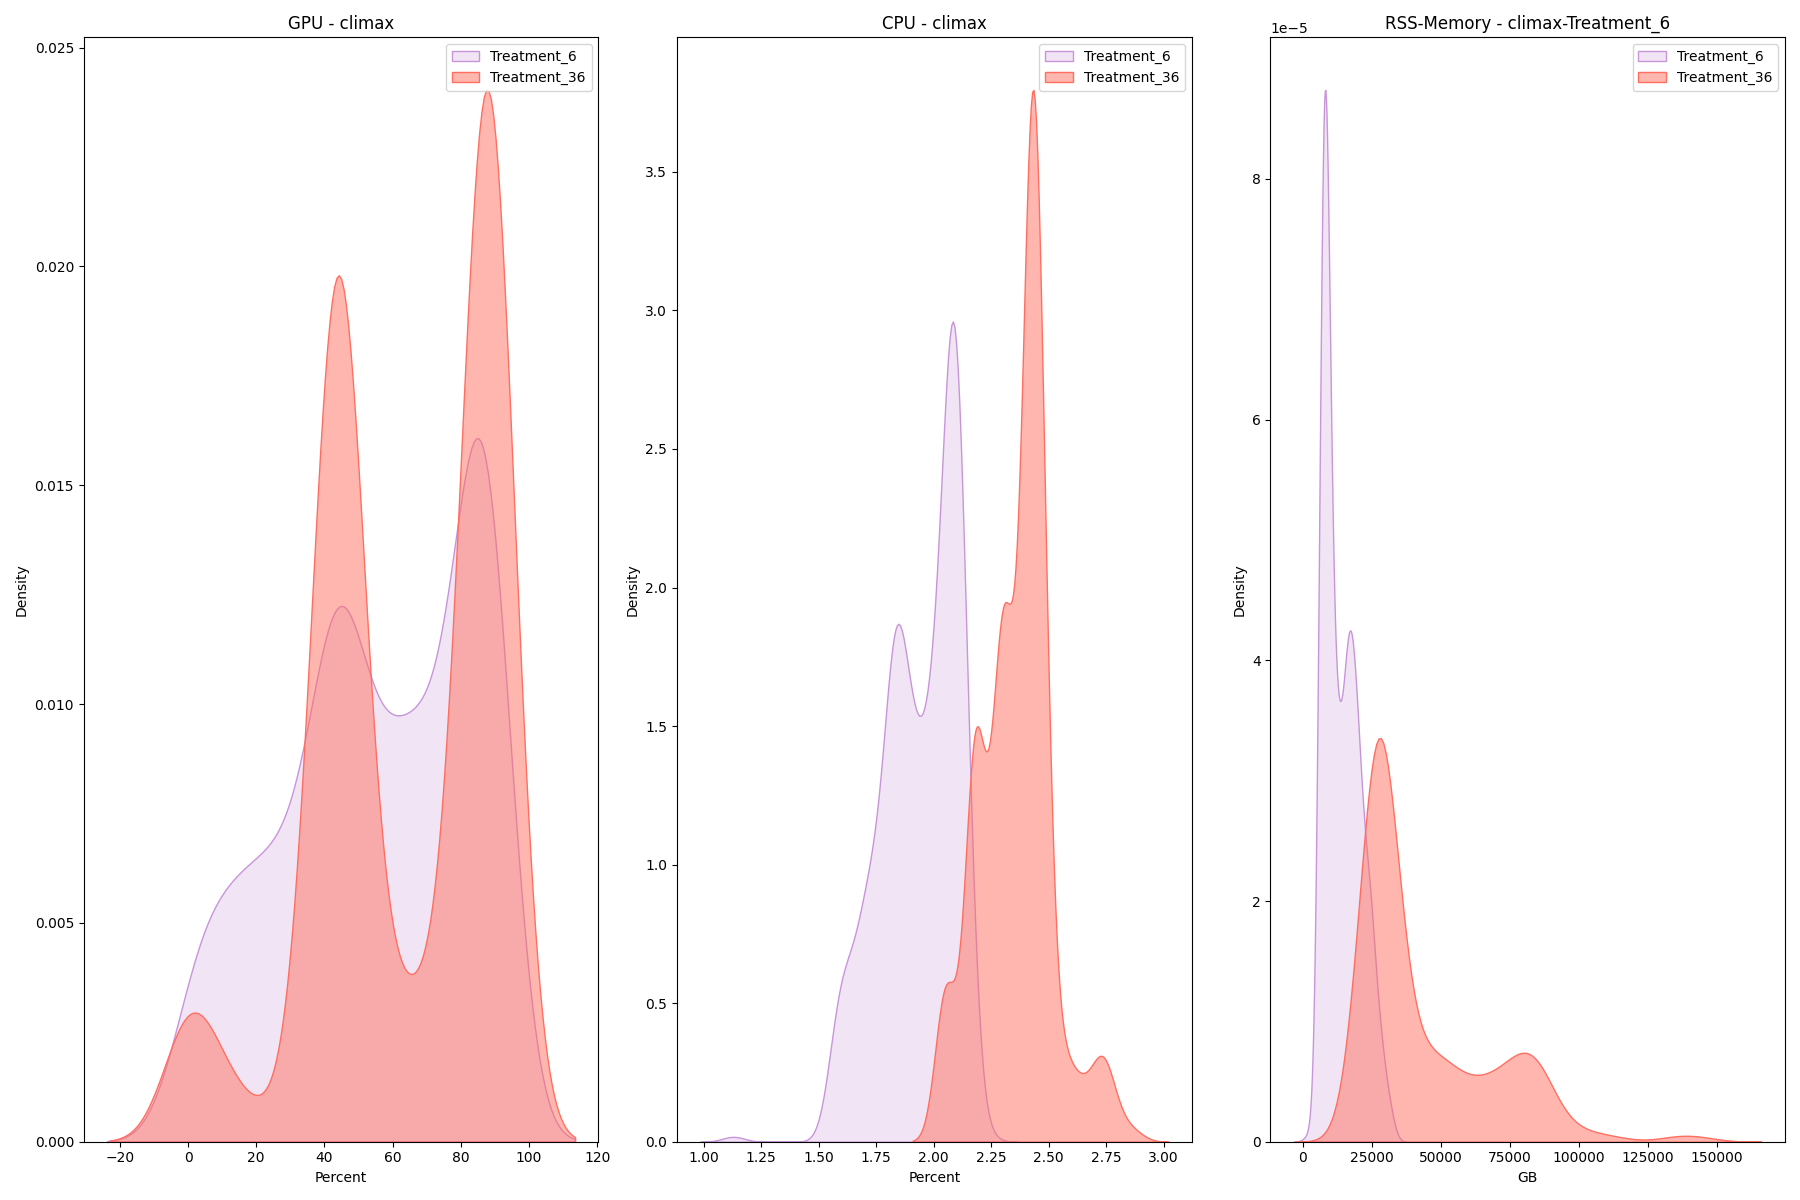 GPU - climax
Treatment_6
Treatment_36
0.025
0.020
0.015
0.010
0.005
0.000
Density
−20 0 20 40 60 80 100 120
Percent
CPU - climax
Treatment_6
Treatment_36
3.5
3.0
2.5
2.0
1.5
1.0
0.5
0.0
Density
1.00 1.25 1.50 1.75 2.00 2.25 2.50 2.75 3.00
Percent
RSS-Memory - climax-Treatment_6
1e−5
Treatment_6
Treatment_36
8
6
4
2
0
Density
0 25000 50000 75000 100000 125000 150000
GB